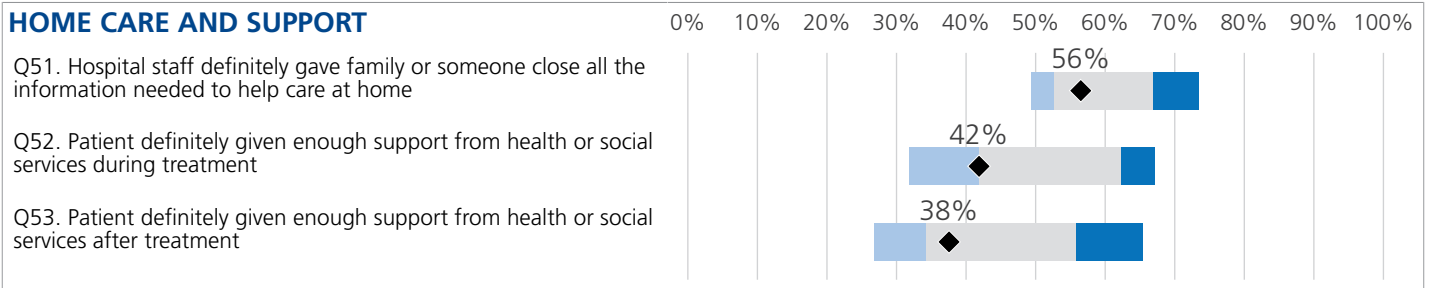 HOME CARE AND SUPPORT
0% 10% 20% 30% 40% 50% 60% 70% 80% 90% 100%
Q51. Hospital staff definitely gave family or someone close all the
information needed to help care at home
56%
Q52. Patient definitely given enough support from health or social
services during treatment
42%
Q53. Patient definitely given enough support from health or social
services after treatment
38%